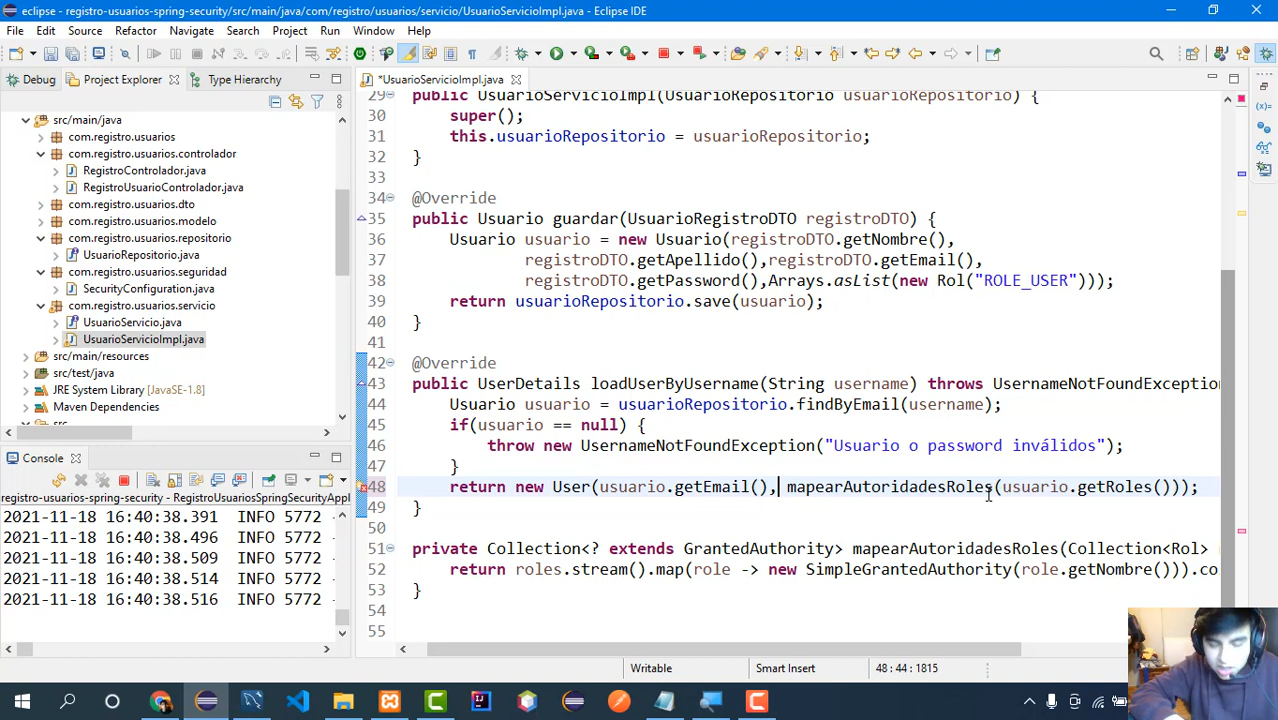 eclipse - registro-usuarios-spring-security/src/main/java/com/registro/usuarios/servicio/UsuarioServicioImpl.java - Eclipse IDE
File Edit Source Refactor Navigate Search Project Run Window Help
Debug Project Explorer Type Hierarchy
*UsuarioServicioImpl.java
src/main/java
com.registro.usuarios
com.registro.usuarios.controlador
RegistroControlador.java
RegistroUsuarioControlador.java
com.registro.usuarios.dto
com.registro.usuarios.modelo
com.registro.usuarios.repositorio
UsuarioRepositorio.java
com.registro.usuarios.seguridad
SecurityConfiguration.java
com.registro.usuarios.servicio
UsuarioServicio.java
UsuarioServicioImpl.java
src/main/resources
src/test/java
JRE System Library [JavaSE-1.8]
Maven Dependencies
src
29 public UsuarioServicioImpl(UsuarioRepositorio usuarioRepositorio) {
30 super();
31 this.usuarioRepositorio = usuarioRepositorio;
32 }
33
34 @Override
35 public Usuario guardar(UsuarioRegistroDTO registroDTO) {
36 Usuario usuario = new Usuario(registroDTO.getNombre(),
37 registroDTO.getApellido(),registroDTO.getEmail(),
38 registroDTO.getPassword(),Arrays.asList(new Rol("ROLE_USER")));
39 return usuarioRepositorio.save(usuario);
40 }
41
42 @Override
43 public UserDetails loadUserByUsername(String username) throws UsernameNotFoundException
44 Usuario usuario = usuarioRepositorio.findByEmail(username);
45 if(usuario == null) {
46 throw new UsernameNotFoundException("Usuario o password inválidos");
47 }
48 return new User(usuario.getEmail(), mapearAutoridadesRoles(usuario.getRoles()));
49 }
50
51 private Collection<? extends GrantedAuthority> mapearAutoridadesRoles(Collection<Rol>
52 return roles.stream().map(role -> new SimpleGrantedAuthority(role.getNombre())).co
53 }
54
55
Console
registro-usuarios-spring-security - RegistroUsuariosSpringSecurityAppl
2021-11-18 16:40:38.391 INFO 5772
2021-11-18 16:40:38.496 INFO 5772
2021-11-18 16:40:38.509 INFO 5772
2021-11-18 16:40:38.514 INFO 5772
2021-11-18 16:40:38.516 INFO 5772
Writable Smart Insert 48 : 44 : 1815